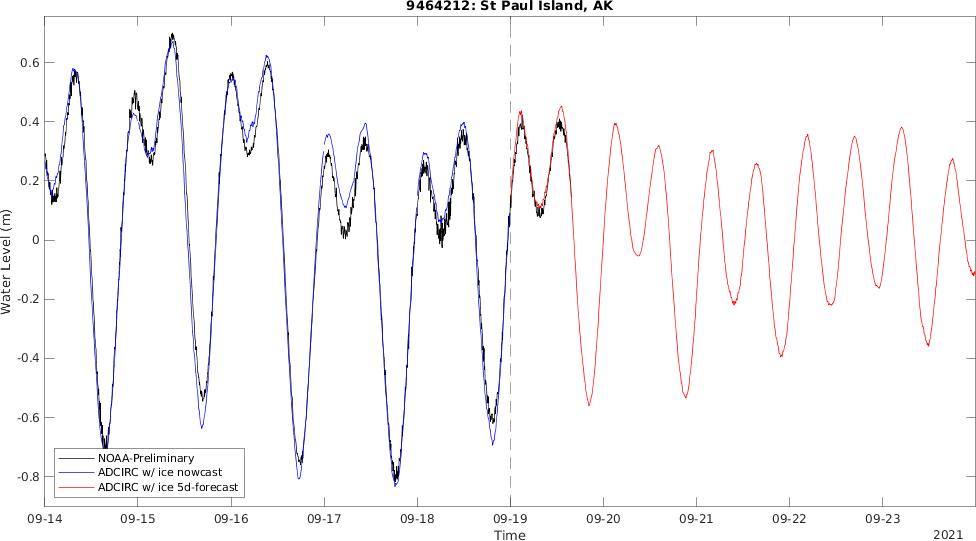 9464212: St Paul Island, AK
0.6
0.4
0.2
0
-0.2
-0.4
-0.6
-0.8
Water Level (m)
NOAA-Preliminary
ADCIRC w/ ice nowcast
ADCIRC w/ ice 5d-forecast
09-14 09-15 09-16 09-17 09-18 09-19 09-20 09-21 09-22 09-23
Time
2021